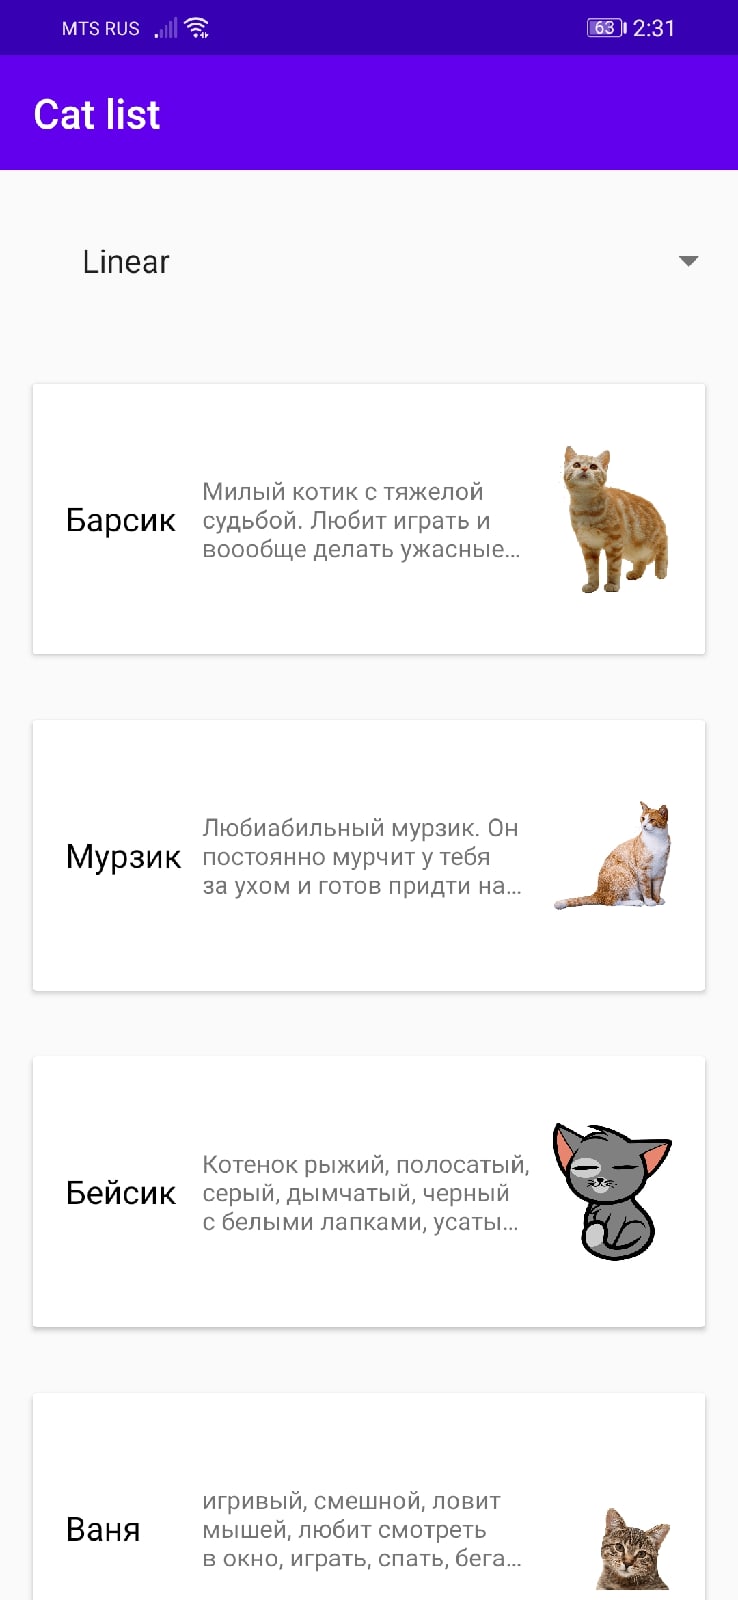 MTS RUS 63 2:31
Cat list
Linear
Барсик
Милый котик с тяжелой
судьбой. Любит играть и
воообще делать ужасные…
Мурзик
Любиабильный мурзик. Он
постоянно мурчит у тебя
за ухом и готов придти на…
Бейсик
Котенок рыжий, полосатый,
серый, дымчатый, черный
с белыми лапками, усаты…
Ваня
игривый, смешной, ловит
мышей, любит смотреть
в окно, играть, спать, бега…